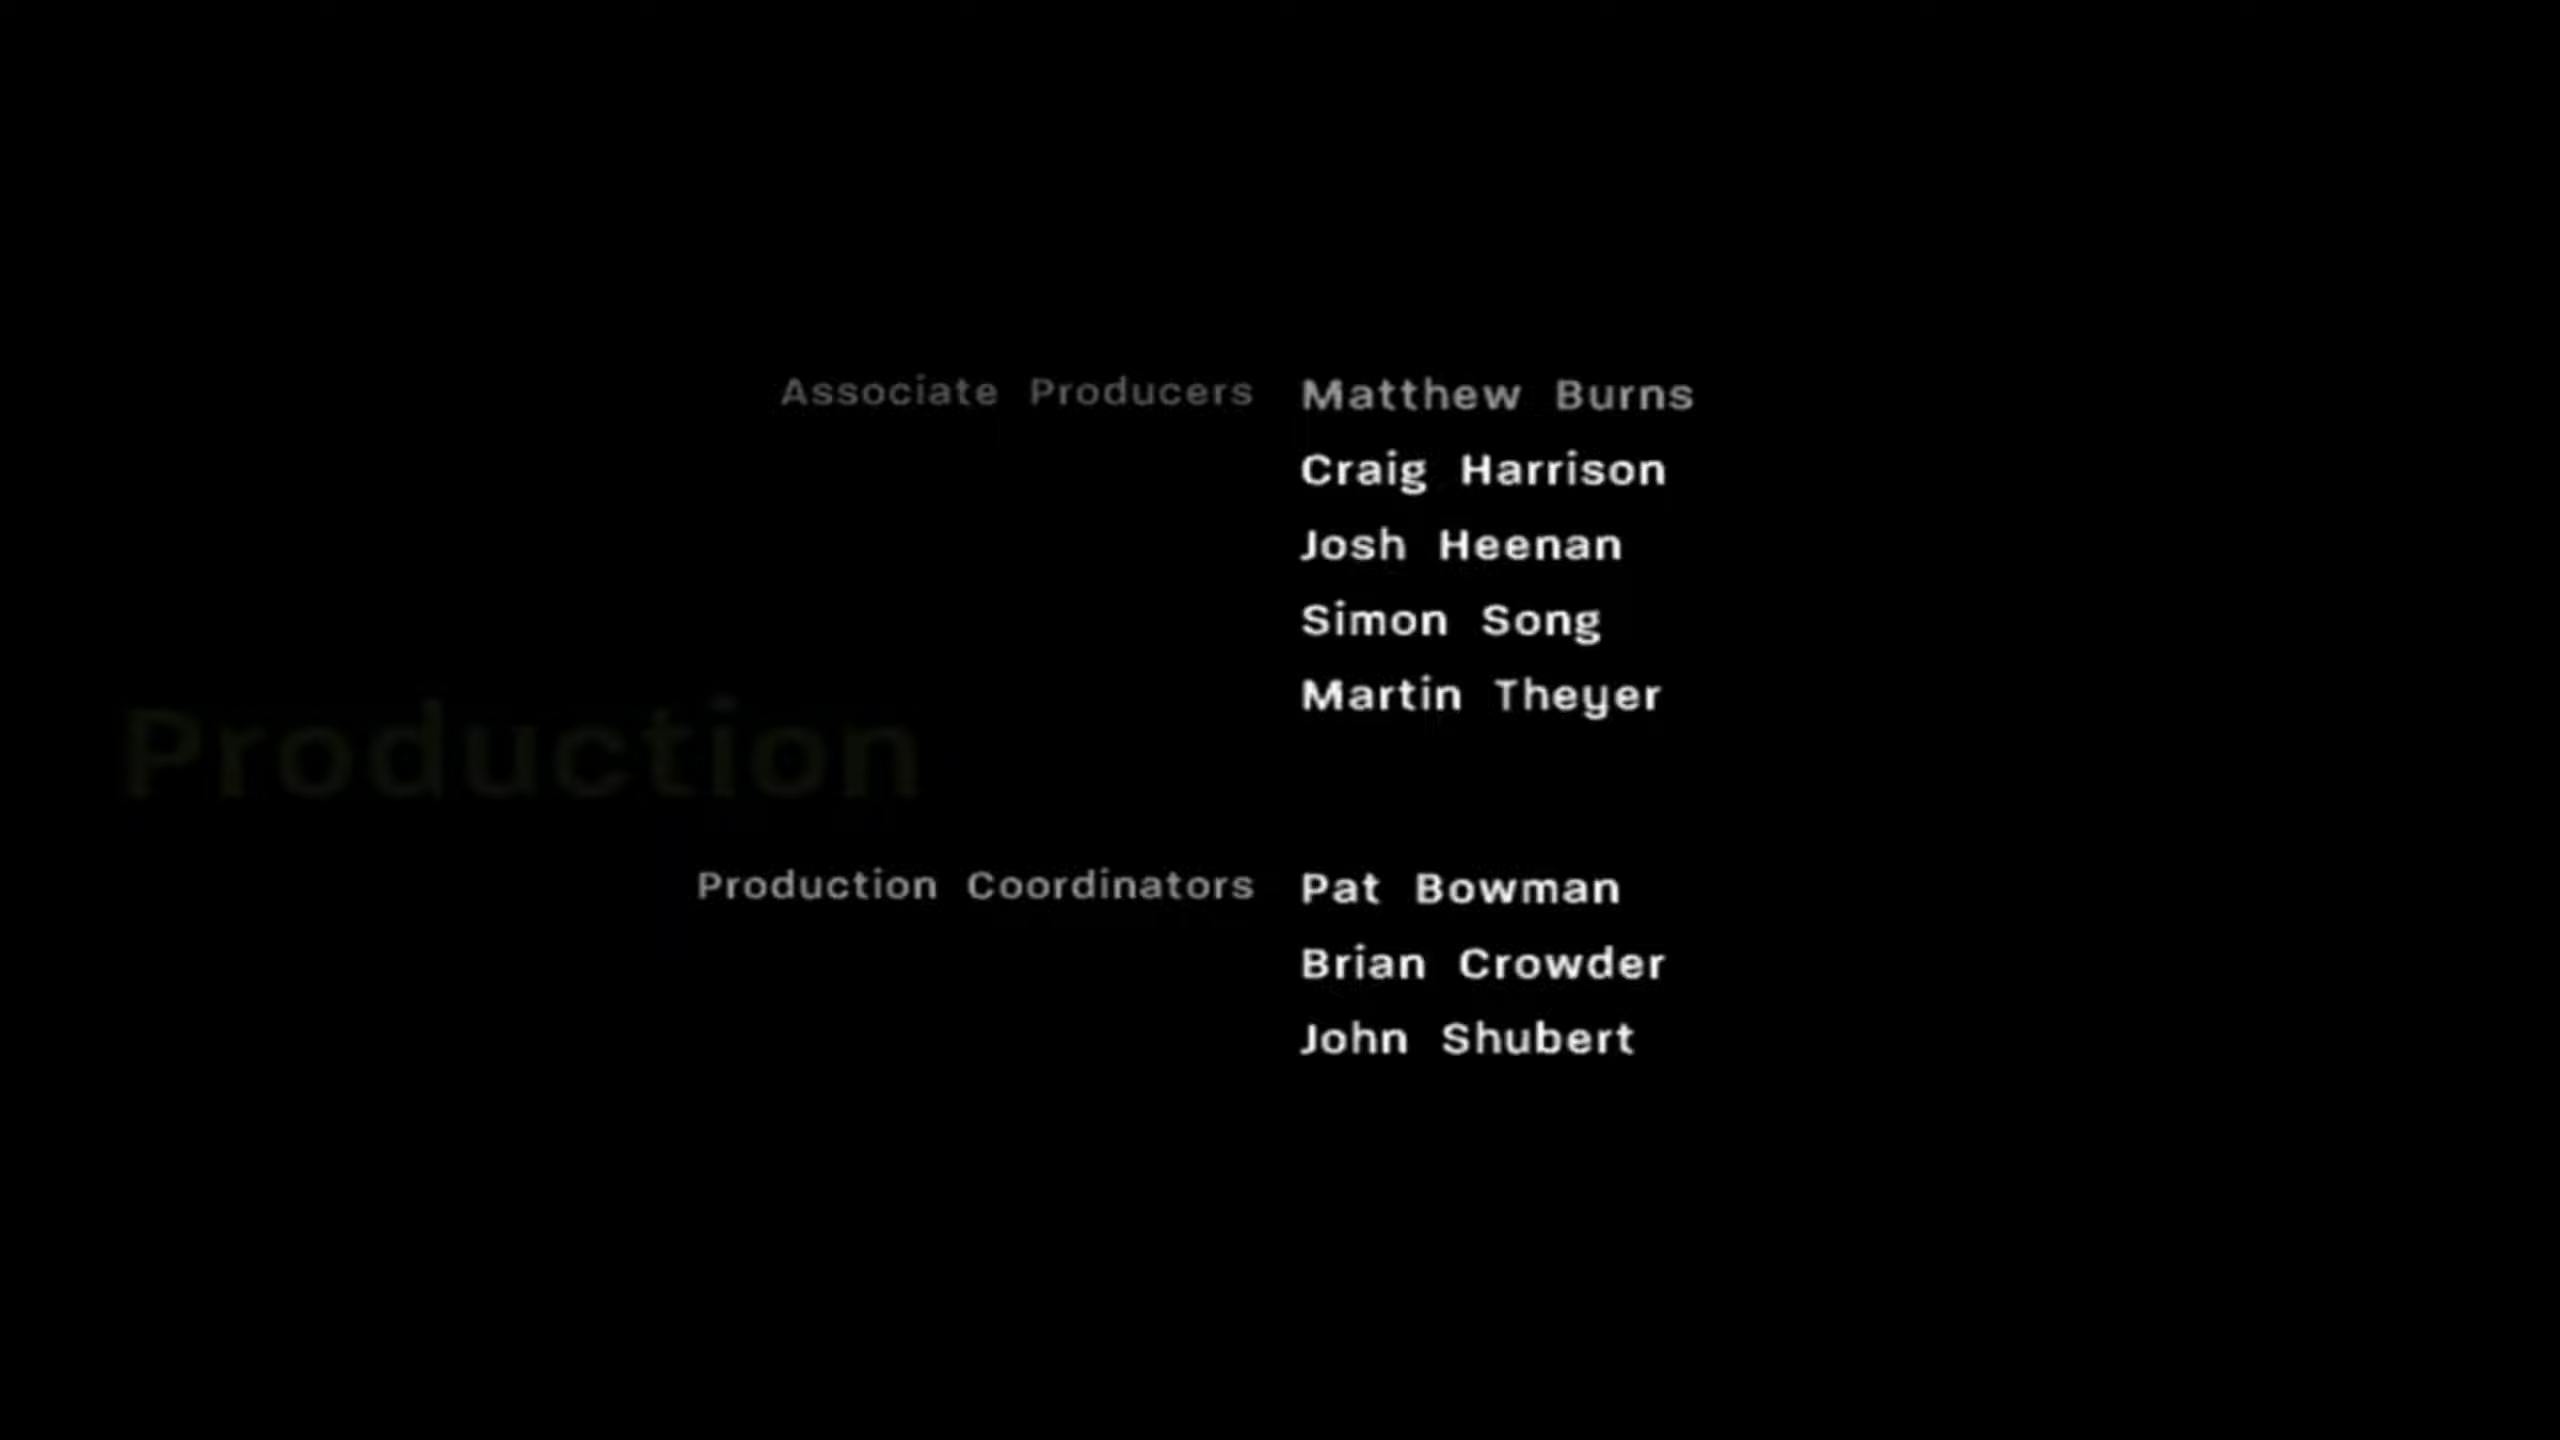 Associate Producers Matthew Burns
Craig Harrison
Josh Heenan
Simon Song
Martin Theyer
Production
Production Coordinators Pat Bowman
Brian Crowder
John Shubert